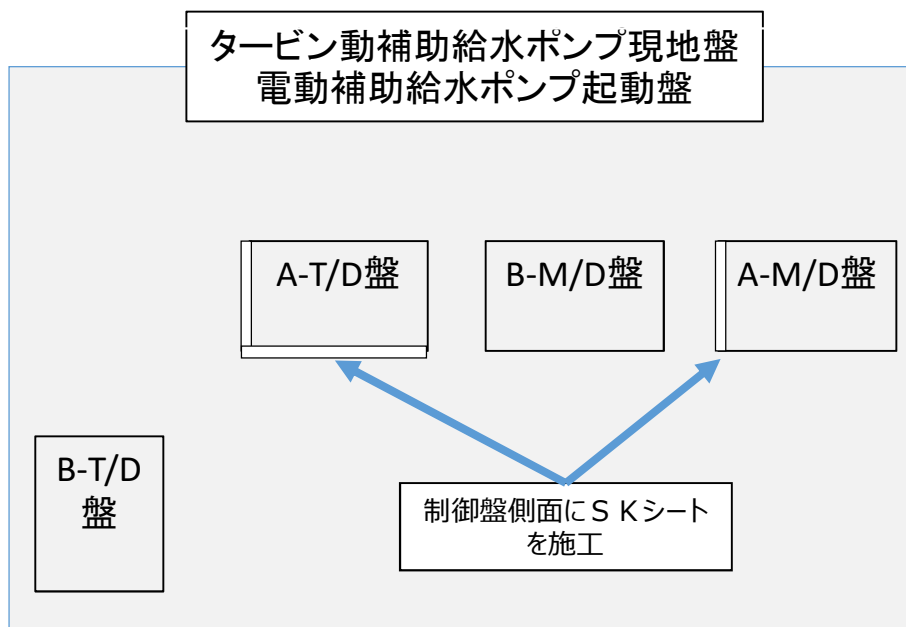 タービン動補助給水ポンプ現地盤
電動補助給水ポンプ起動盤
A-T/D盤
B-M/D盤
A-M/D盤
B-T/D
盤
制御盤側面にＳＫシート
を施工